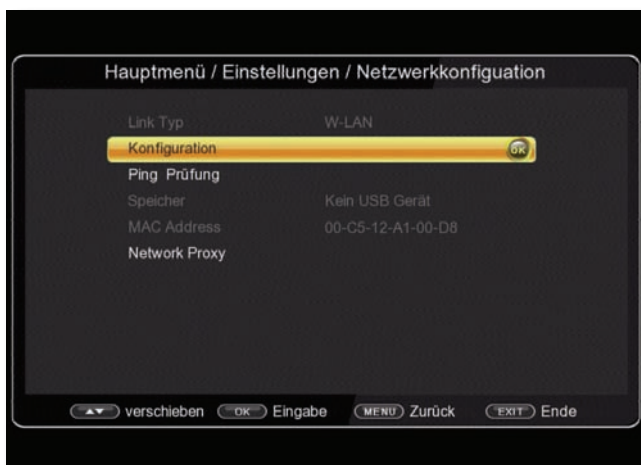 Hauptmenü / Einstellungen / Netzwerkkonfiguation
Link Typ W-LAN
Konfiguration OK
Ping Prüfung
Speicher Kein USB Gerät
MAC Address 00-C5-12-A1-00-D8
Network Proxy
▲▼ verschieben OK Eingabe MENU Zurück EXIT Ende